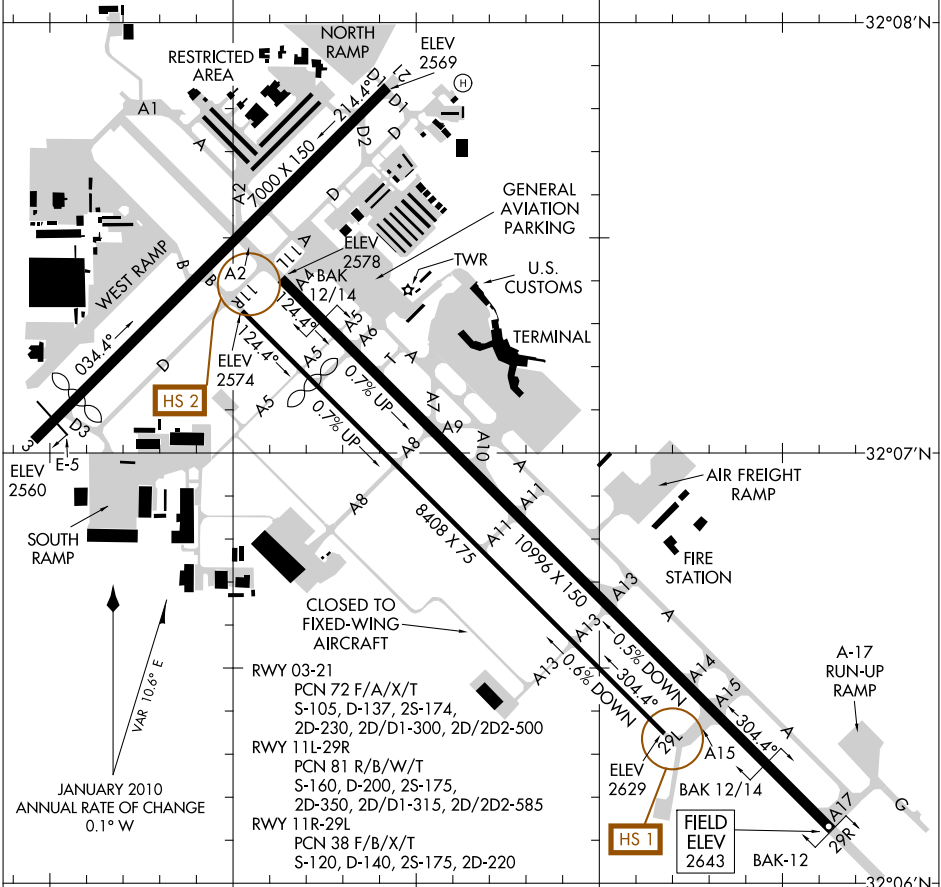 32°08'N
NORTH
RAMP
RESTRICTED
AREA
ELEV
2569
21
H
D1
D1
A1
A
214.4°
D2
D
7000 X 150
A2
D
GENERAL
AVIATION
PARKING
A
ELEV
2578
11L
TWR
U.S.
CUSTOMS
WEST RAMP
B
B
A2
A4
BAK
12/14
11R
124.4°
A5
TERMINAL
034.4°
ELEV
2574
124.4°
A6
A
T
D
A5
0.7% UP
HS 2
A5
0.7% UP
A7
3
D3
A9
A8
A10
A
32°07'N
ELEV
2560
E-5
AIR FREIGHT
RAMP
A8
A11
A11
8408 X 75
10996 X 150
SOUTH
RAMP
FIRE
STATION
A13
A
CLOSED TO
FIXED-WING
AIRCRAFT
A13
0.5% DOWN
A-17
RUN-UP
RAMP
A13
0.6% DOWN
304.4°
A14
A15
VAR 10.6° E
RWY 03-21
PCN 72 F/A/X/T
S-105, D-137, 2S-174,
2D-230, 2D/D1-300, 2D/2D2-500
RWY 11L-29R
PCN 81 R/B/W/T
S-160, D-200, 2S-175,
2D-350, 2D/D1-315, 2D/2D2-585
RWY 11R-29L
PCN 38 F/B/X/T
S-120, D-140, 2S-175, 2D-220
304.4°
A
29L
A15
ELEV
2629
BAK 12/14
G
JANUARY 2010
ANNUAL RATE OF CHANGE
0.1° W
HS 1
FIELD
ELEV
2643
A17
29R
BAK-12
32°06'N